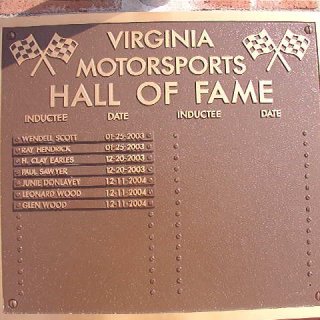 VIRGINIA
MOTORSPORTS
HALL OF FAME
INDUCTEE DATE INDUCTEE DATE
WENDELL SCOTT 01-25-2003
RAY HENDRICK 01-25-2003
H. CLAY EARLES 12-20-2003
PAUL SAWYER 12-20-2003
JUNIE DONLAVEY 12-11-2004
LEONARD WOOD 12-11-2004
GLEN WOOD 12-11-2004